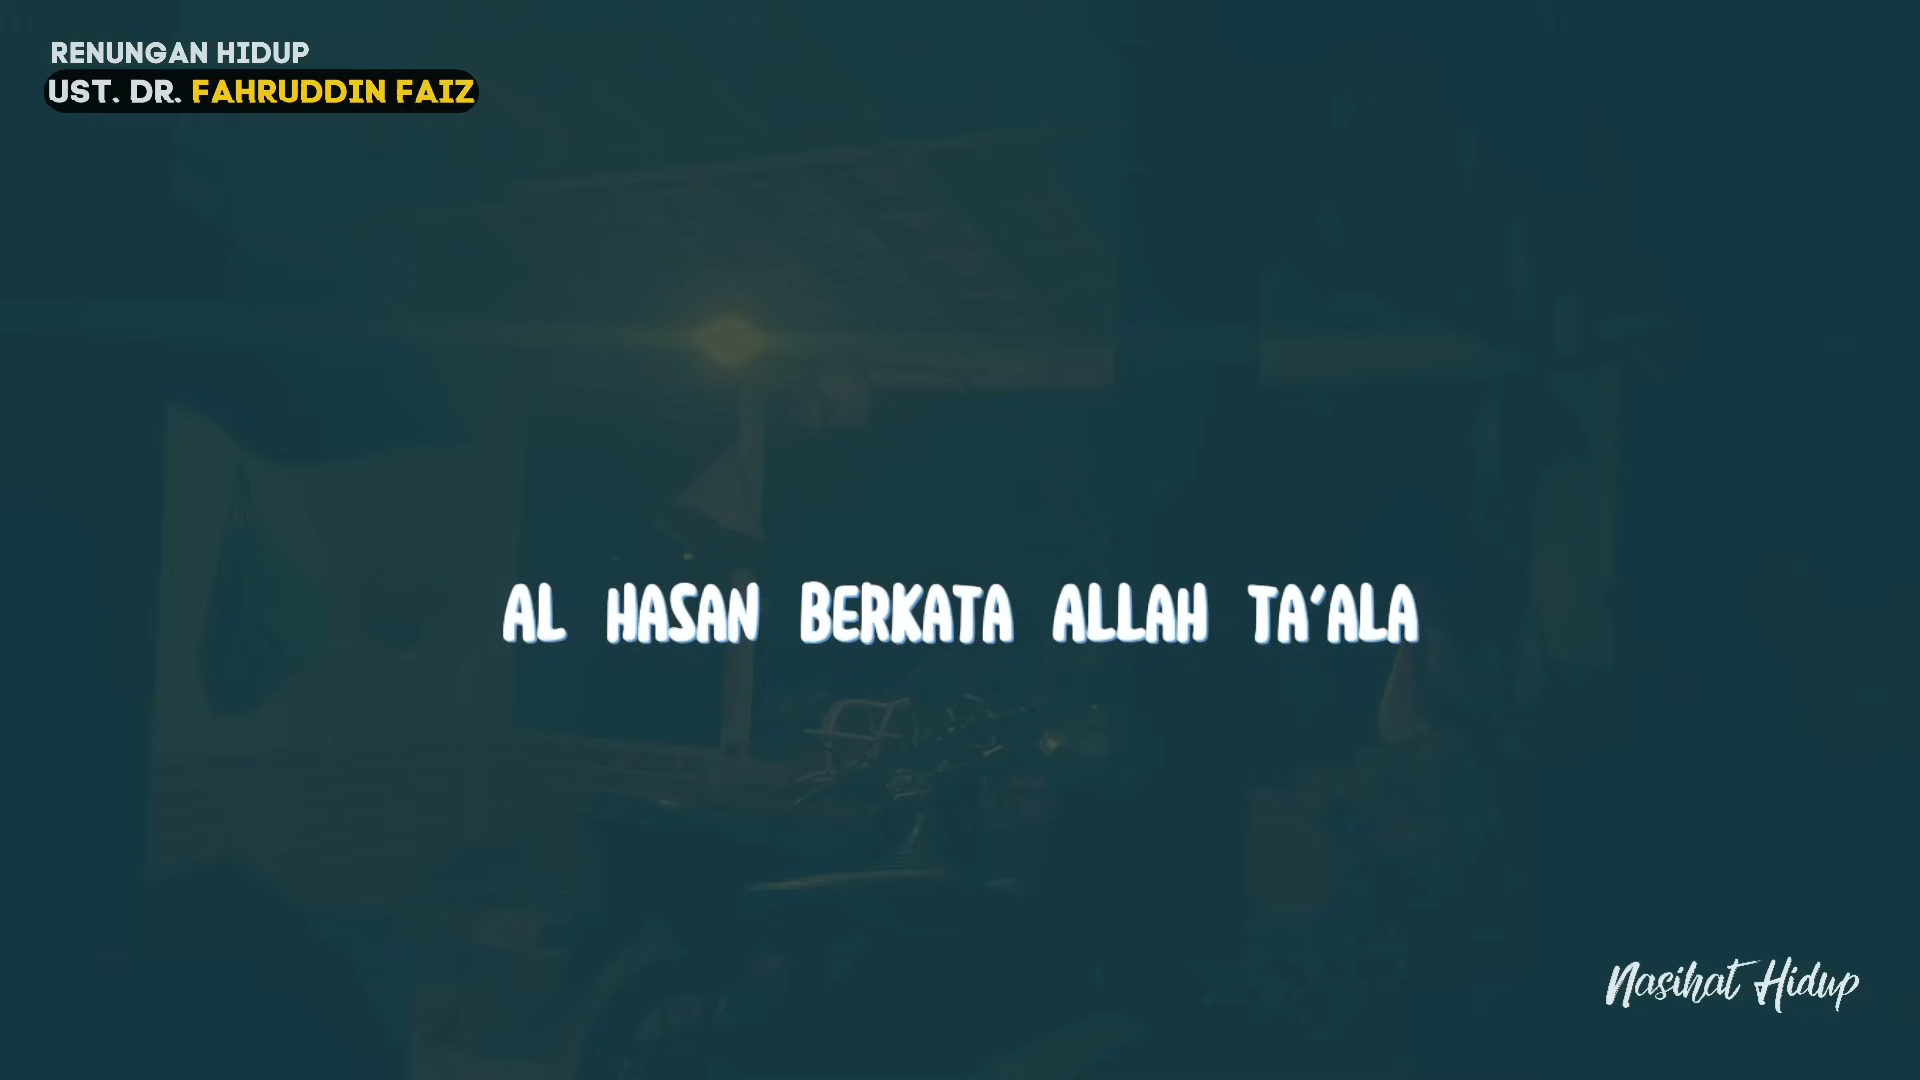 RENUNGAN HIDUP
UST. DR. FAHRUDDIN FAIZ
AL HASAN BERKATA ALLAH TA'ALA
Nasihat Hidup